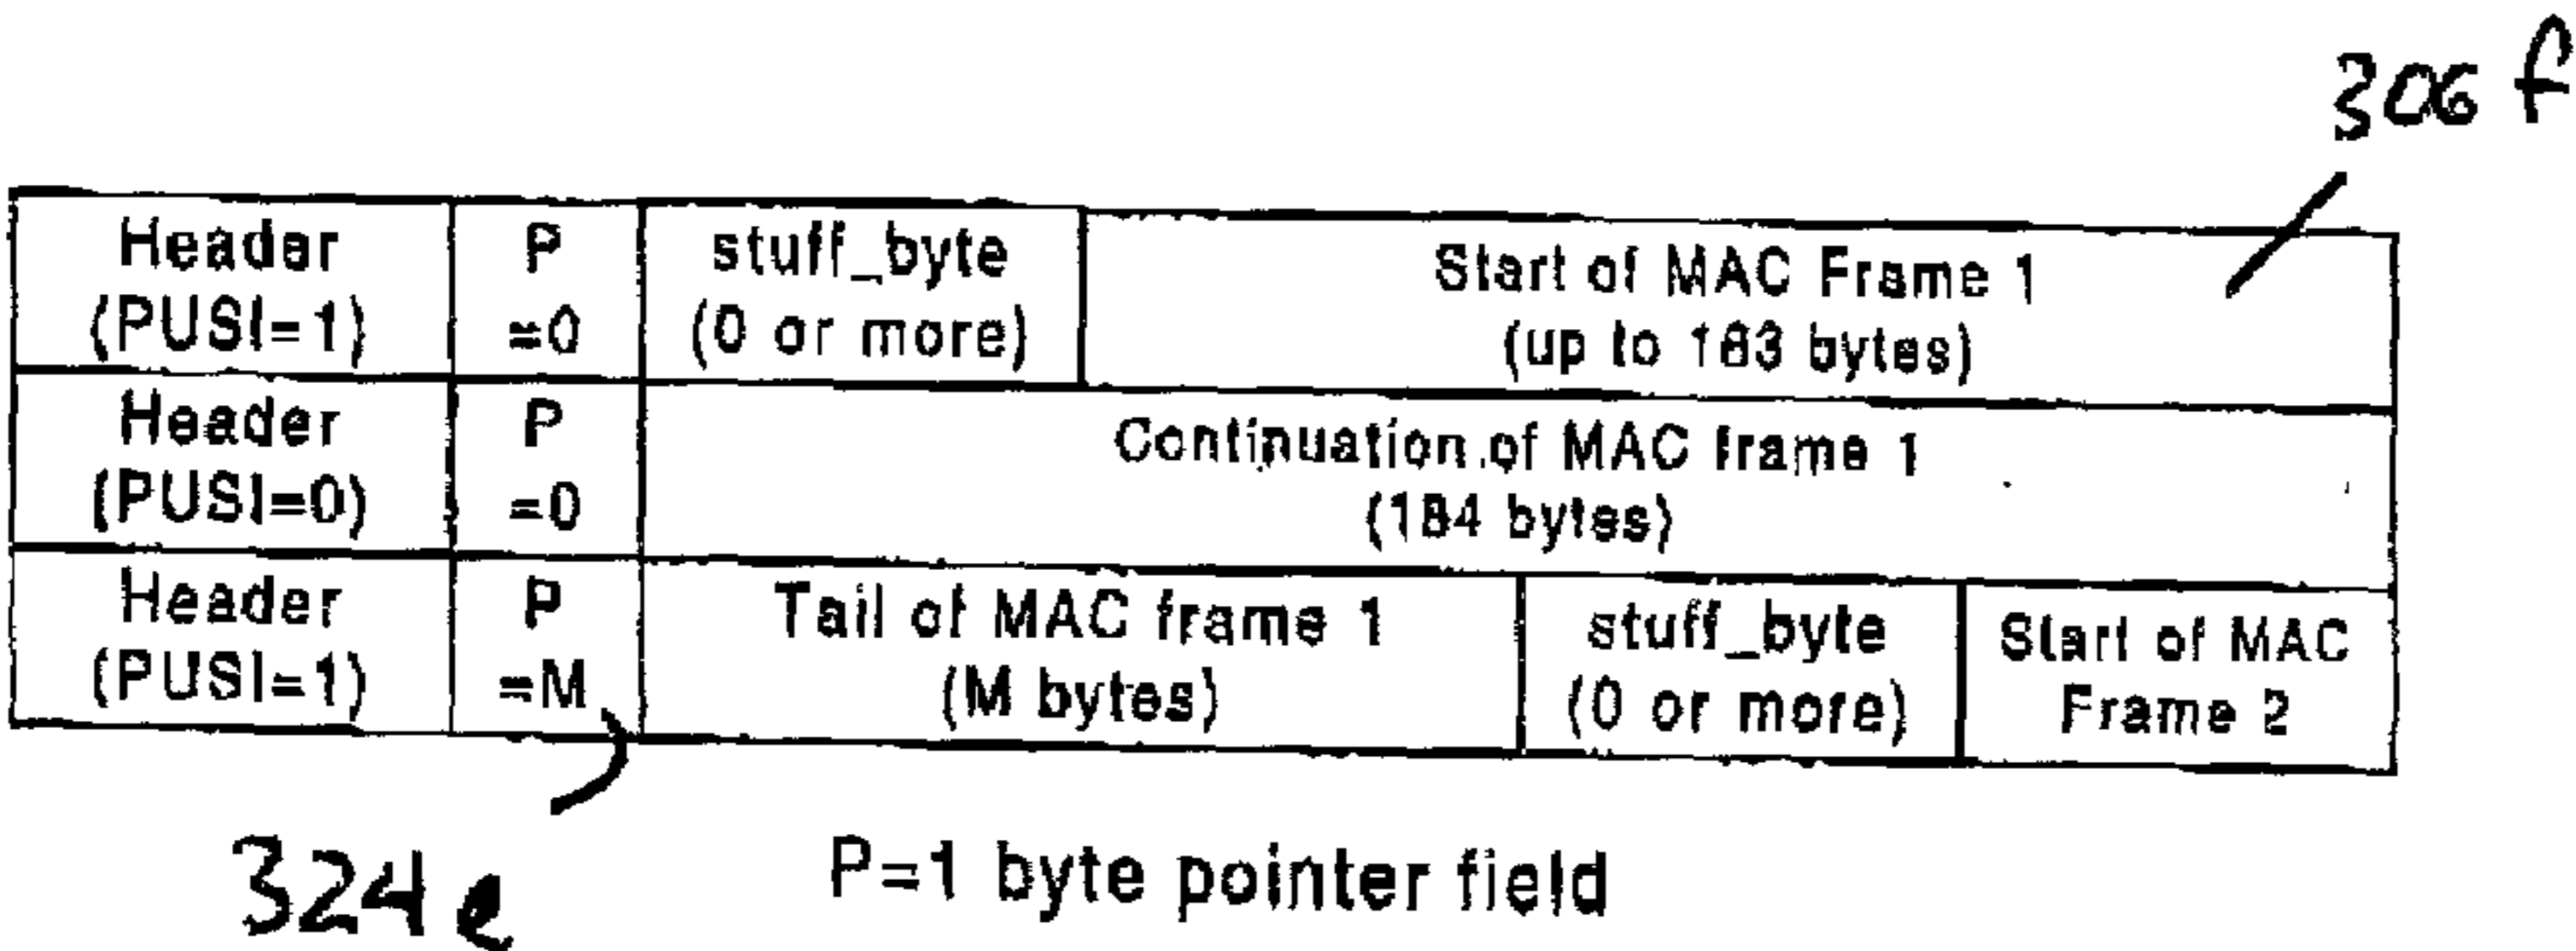 306 f
Header P stuff_byte Start of MAC Frame 1
(PUSI=1) =0 (0 or more) (up to 183 bytes)
Header P Continuation of MAC frame 1
(PUSI=0) =0 (184 bytes)
Header P Tail of MAC frame 1 stuff_byte Start of MAC
(PUSI=1) =M (M bytes) (0 or more) Frame 2
324 e
P=1 byte pointer field